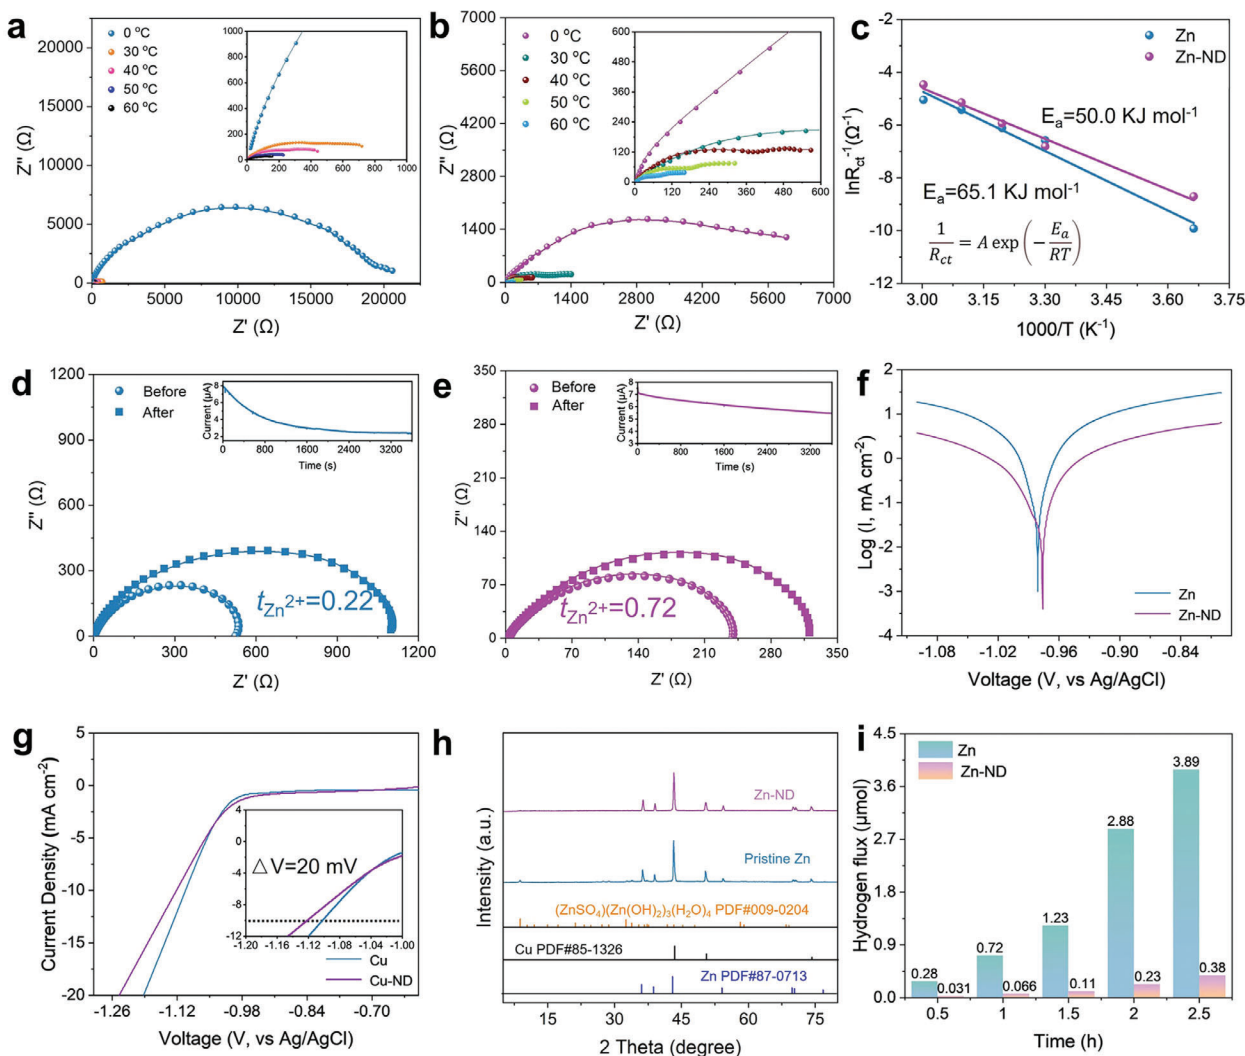 a
22500
20000
17500
15000
12500
10000
7500
5000
2500
0
Z'' (Ω)
0 5000 10000 15000 20000
Z' (Ω)
0 °C
30 °C
40 °C
50 °C
60 °C
1000
800
600
400
200
0
0 200 400 600 800 1000
b
7000
5600
4200
2800
1400
0
Z'' (Ω)
0 1400 2800 4200 5600 7000
Z' (Ω)
0 °C
30 °C
40 °C
50 °C
60 °C
600
480
360
240
120
0
0 120 240 360 480 600
c
Zn
Zn-ND
-2
-4
-6
-8
-10
-12
lnRct⁻¹(Ω⁻¹)
Ea=50.0 KJ mol⁻¹
Ea=65.1 KJ mol⁻¹
1/Rct = A exp (− Ea/RT)
3.00 3.15 3.30 3.45 3.60 3.75
1000/T (K⁻¹)
d
1200
900
600
300
0
Z'' (Ω)
Before
After
8
6
4
2
Current (μA)
0 800 1600 2400 3200
Time (s)
tZn²⁺=0.22
0 300 600 900 1200
Z' (Ω)
e
350
280
210
140
70
0
Z'' (Ω)
Before
After
8
7
6
5
4
3
Current (μA)
0 800 1600 2400 3200
Time (s)
tZn²⁺=0.72
0 70 140 210 280 350
Z' (Ω)
f
2
1
0
-1
-2
-3
-4
Log (I, mA cm⁻²)
Zn
Zn-ND
-1.08 -1.02 -0.96 -0.90 -0.84
Voltage (V, vs Ag/AgCl)
g
5
0
-5
-10
-15
-20
Current Density (mA cm⁻²)
4
0
-4
-8
-12
△V=20 mV
-1.20 -1.16 -1.12 -1.08 -1.04 -1.00
Cu
Cu-ND
-1.26 -1.12 -0.98 -0.84 -0.70
Voltage (V, vs Ag/AgCl)
h
Intensity (a.u.)
Zn-ND
Pristine Zn
(ZnSO₄)(Zn(OH)₂)₃(H₂O)₄ PDF#009-0204
Cu PDF#85-1326
Zn PDF#87-0713
15 30 45 60 75
2 Theta (degree)
i
Zn
Zn-ND
4.5
3.6
2.7
1.8
0.9
0.0
Hydrogen flux (μmol)
0.28 0.72 1.23 2.88 3.89
0.031 0.066 0.11 0.23 0.38
0.5 1 1.5 2 2.5
Time (h)